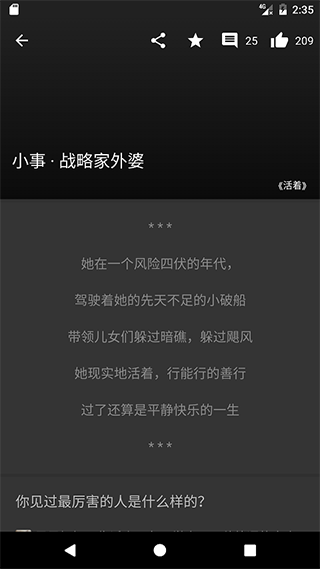 4G 2:35
25 209
小事 · 战略家外婆
《活着》
***
她在一个风险四伏的年代，
驾驶着她的先天不足的小破船
带领儿女们躲过暗礁，躲过飓风
她现实地活着，行能行的善行
过了还算是平静快乐的一生
***
你见过最厉害的人是什么样的？